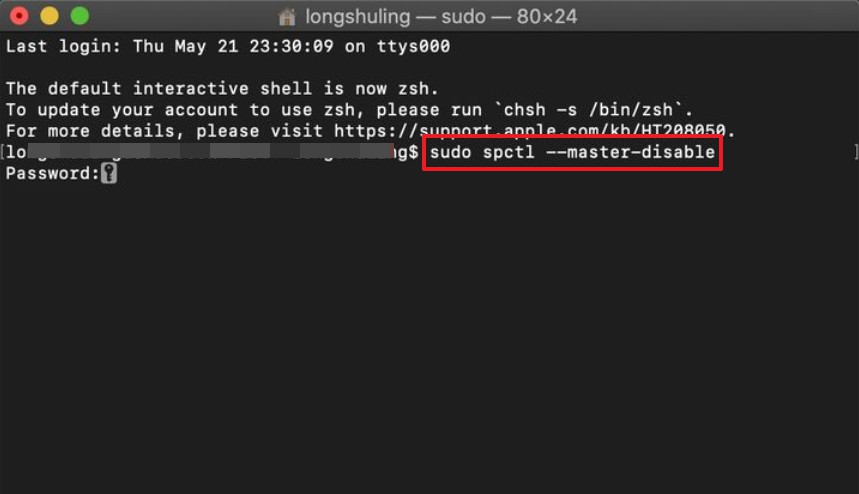 longshuling — sudo — 80×24
Last login: Thu May 21 23:30:09 on ttys000
The default interactive shell is now zsh.
To update your account to use zsh, please run `chsh -s /bin/zsh`.
For more details, please visit https://support.apple.com/kb/HT208050.
[lo ng$ sudo spctl --master-disable ]
Password: